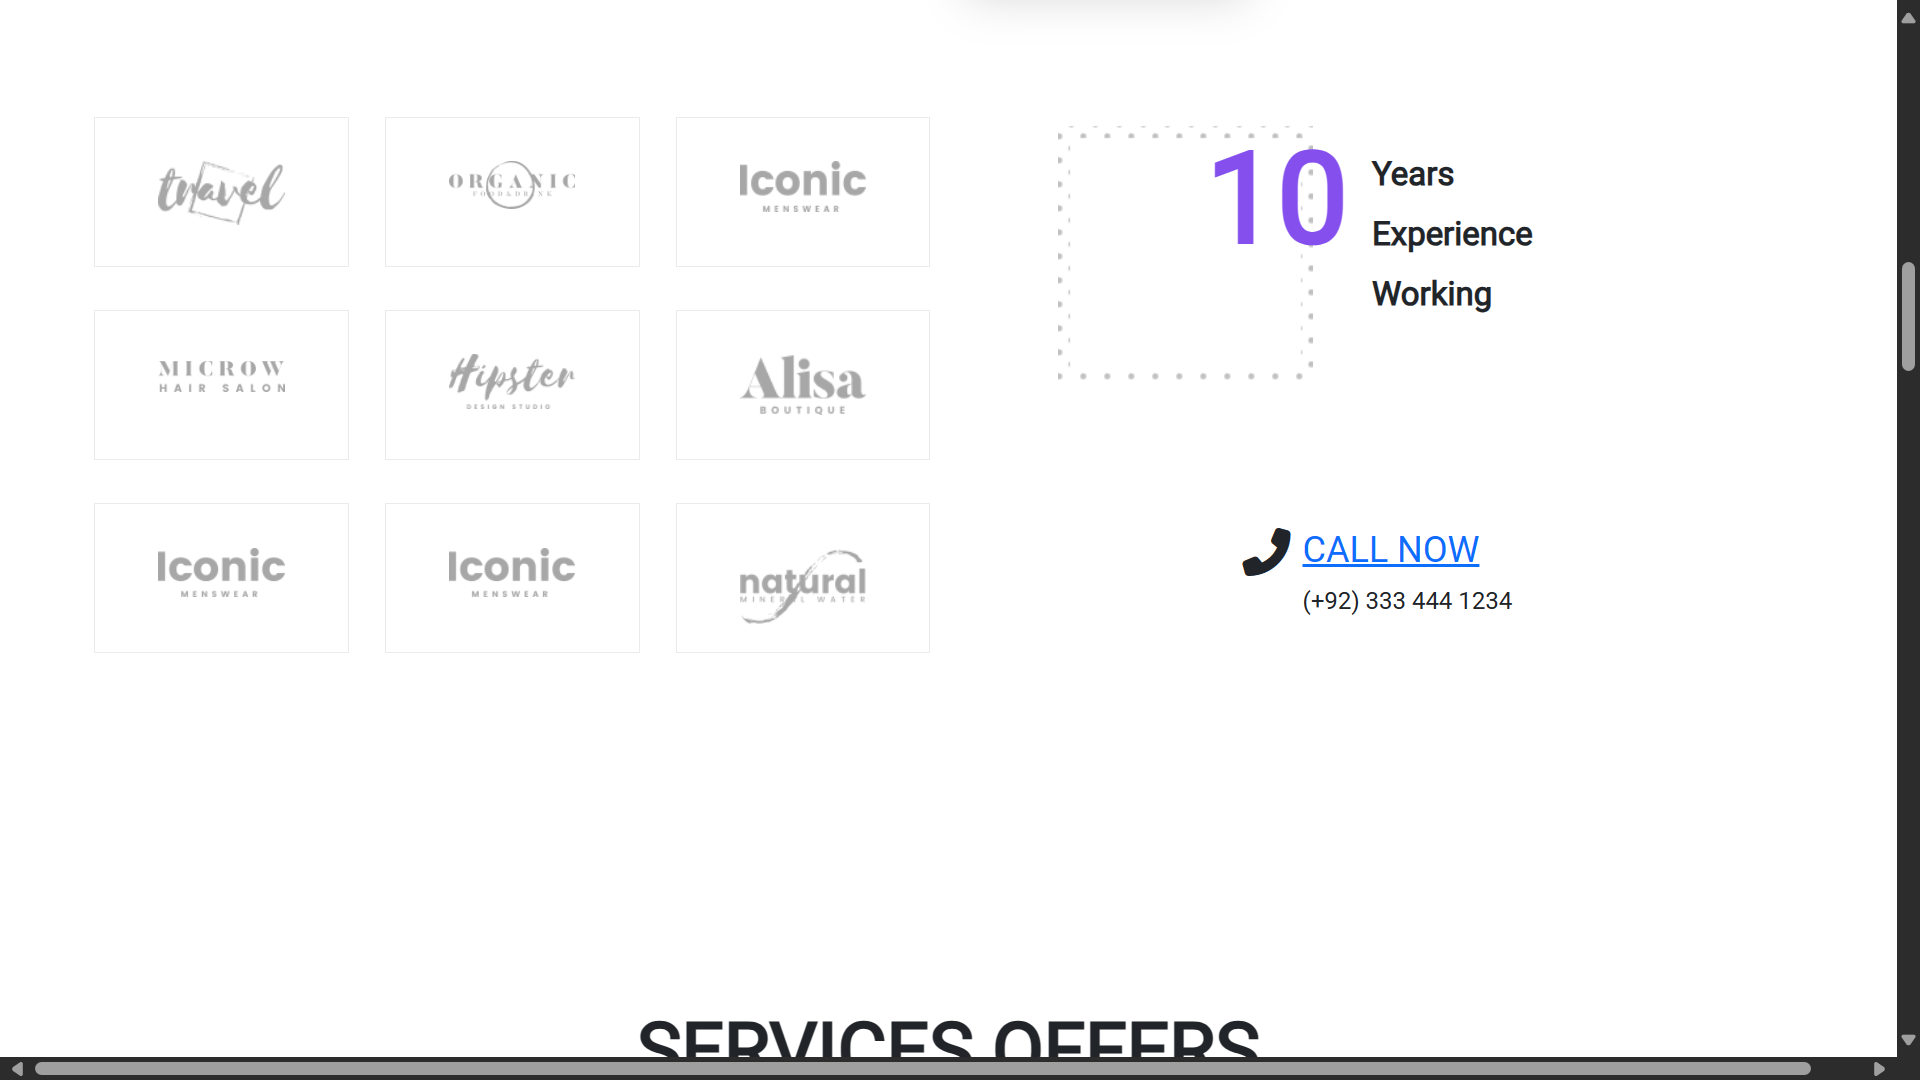 travel
ORGANIC
FOOD & DRINK
Iconic
MENSWEAR
MICROW
HAIR SALON
Hipster
DESIGN STUDIO
Alisa
BOUTIQUE
Iconic
MENSWEAR
Iconic
MENSWEAR
natural
MINERAL WATER
10
Years
Experience
Working
CALL NOW
(+92) 333 444 1234
SERVICES OFFERS